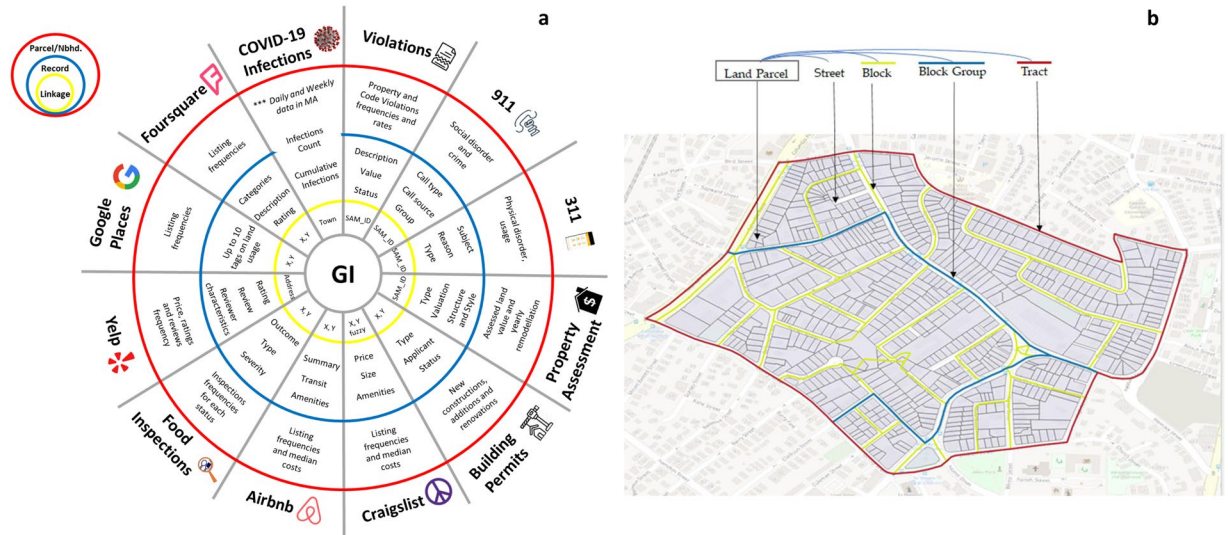 a
b
Parcel/Nbhd.
Record
Linkage
COVID-19
Infections
*** Daily and Weekly
data in MA
Infections
Count
Cumulative
Infections
Town
Violations
Property and
Code Violations
frequencies and
rates
Description
Value
Status
SAM_ID
911
Social disorder
and
crime
Call type
Call source
Group
SAM_ID
311
Physical disorder,
usage
Subject
Reason
Type
SAM_ID
Property
Assessment
Assessed land
value and
yearly
remodellation
Structure
and Style
Valuation
Type
SAM_ID
Building
Permits
New
constructions,
additions and
renovations
Type
Applicant
Status
X, Y
Craigslist
Listing
frequencies
and median
costs
Price
Size
Amenities
X, Y
fuzzy
Airbnb
Listing
frequencies
and median
costs
Summary
Transit
Amenities
X, Y
Food
Inspections
Inspections
frequencies
for each
status
Outcome
Type
Severity
X, Y
Yelp
Price, ratings
and reviews
frequency
Rating
Review
Reviewer
characteristics
Address
Google
Places
Listing
frequencies
Up to 10
tags on land
usage
X, Y
Foursquare
Listing
frequencies
Categories
Description
Rating
X, Y
GI
Land Parcel
Street
Block
Block Group
Tract